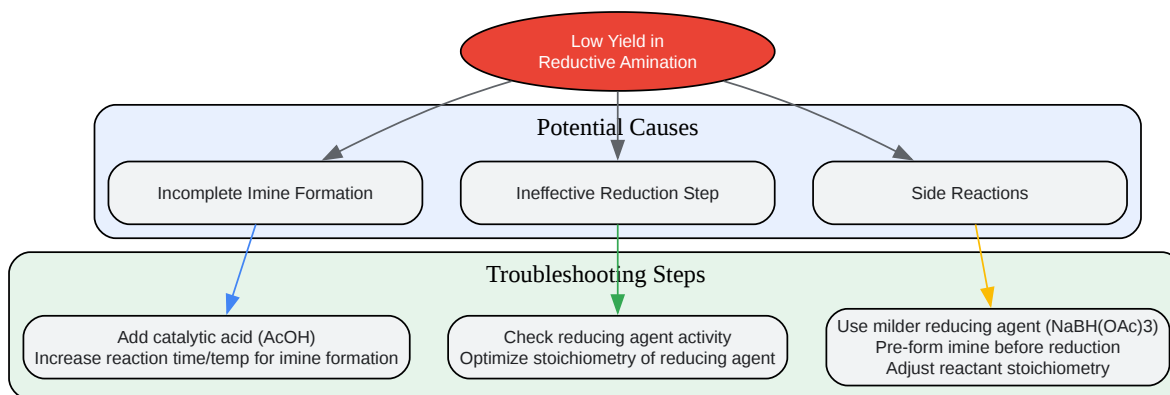 Low Yield in
Reductive Amination
Potential Causes
Incomplete Imine Formation
Ineffective Reduction Step
Side Reactions
Troubleshooting Steps
Add catalytic acid (AcOH)
Increase reaction time/temp for imine formation
Check reducing agent activity
Optimize stoichiometry of reducing agent
Use milder reducing agent (NaBH(OAc)3)
Pre-form imine before reduction
Adjust reactant stoichiometry